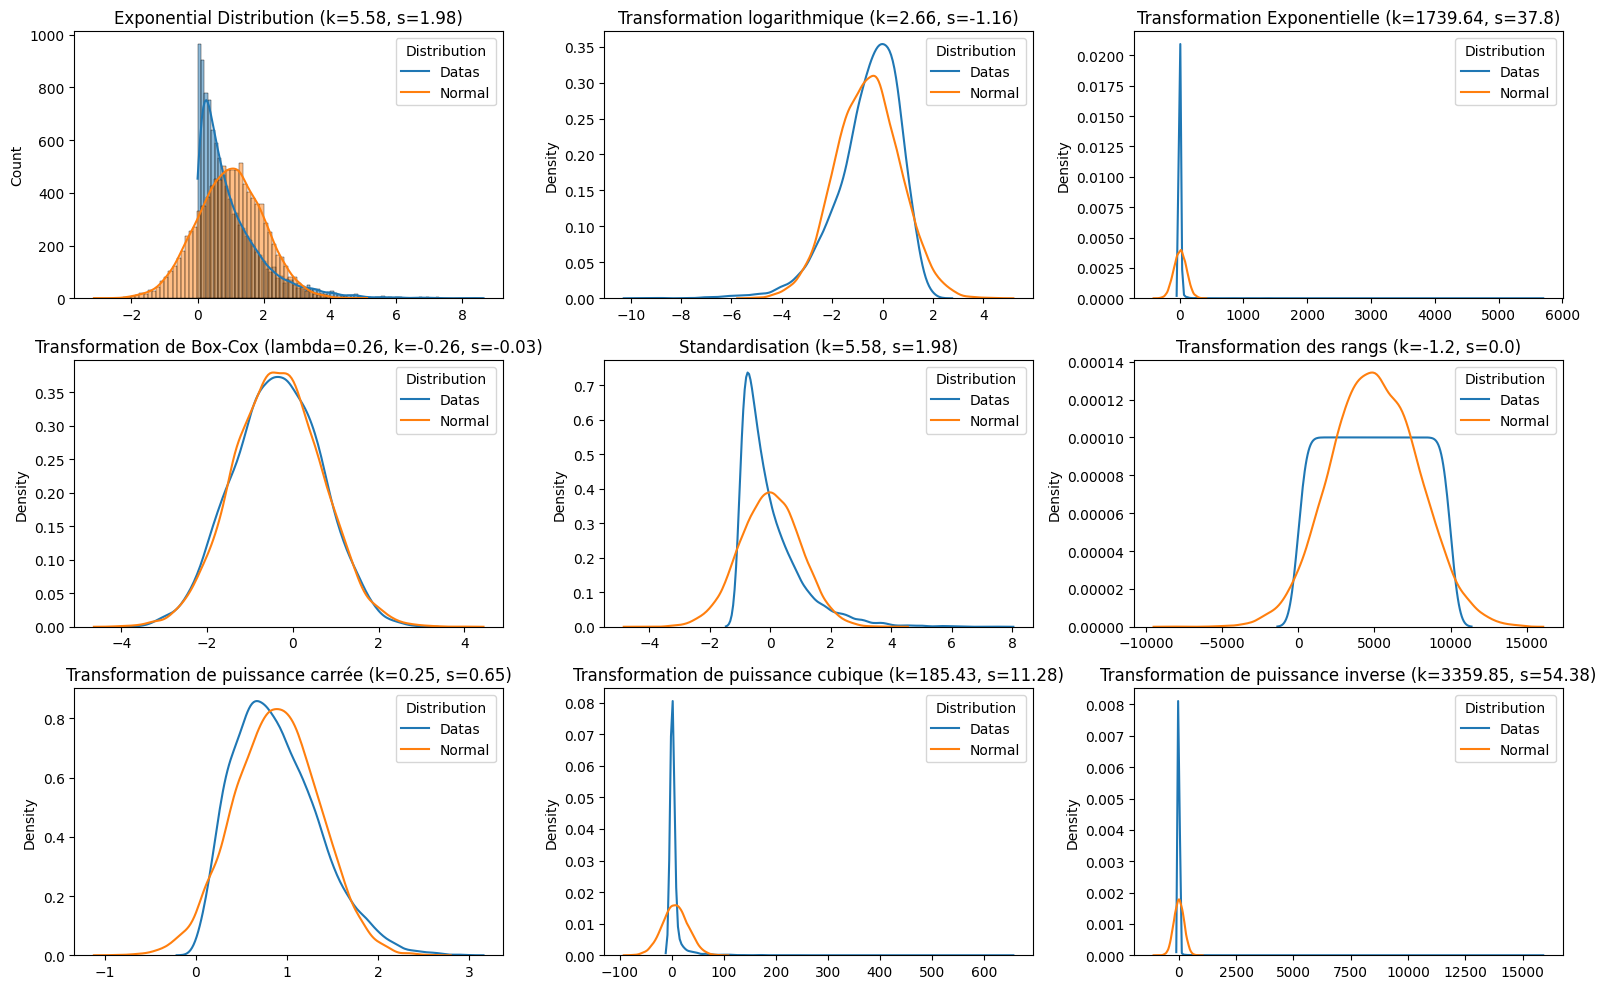 Exponential Distribution (k=5.58, s=1.98)
Count
1000
800
600
400
200
0
−2
0
2
4
6
8
Distribution
Datas
Normal
Transformation logarithmique (k=2.66, s=-1.16)
Density
0.35
0.30
0.25
0.20
0.15
0.10
0.05
0.00
−10
−8
−6
−4
−2
0
2
4
Distribution
Datas
Normal
Transformation Exponentielle (k=1739.64, s=37.8)
Density
0.0200
0.0175
0.0150
0.0125
0.0100
0.0075
0.0050
0.0025
0.0000
0
1000
2000
3000
4000
5000
6000
Distribution
Datas
Normal
Transformation de Box-Cox (lambda=0.26, k=-0.26, s=-0.03)
Density
0.35
0.30
0.25
0.20
0.15
0.10
0.05
0.00
−4
−2
0
2
4
Distribution
Datas
Normal
Standardisation (k=5.58, s=1.98)
Density
0.7
0.6
0.5
0.4
0.3
0.2
0.1
0.0
−4
−2
0
2
4
6
8
Distribution
Datas
Normal
Transformation des rangs (k=-1.2, s=0.0)
Density
0.00014
0.00012
0.00010
0.00008
0.00006
0.00004
0.00002
0.00000
−10000
−5000
0
5000
10000
15000
Distribution
Datas
Normal
Transformation de puissance carrée (k=0.25, s=0.65)
Density
0.8
0.6
0.4
0.2
0.0
−1
0
1
2
3
Distribution
Datas
Normal
Transformation de puissance cubique (k=185.43, s=11.28)
Density
0.08
0.07
0.06
0.05
0.04
0.03
0.02
0.01
0.00
−100
0
100
200
300
400
500
600
Distribution
Datas
Normal
Transformation de puissance inverse (k=3359.85, s=54.38)
Density
0.008
0.007
0.006
0.005
0.004
0.003
0.002
0.001
0.000
0
2500
5000
7500
10000
12500
15000
Distribution
Datas
Normal